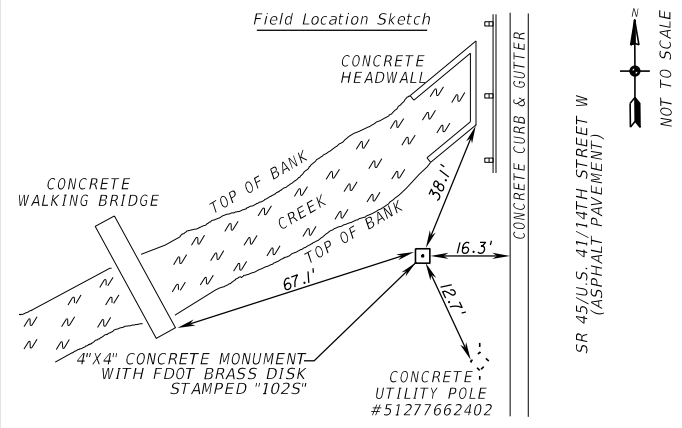 Field Location Sketch
N
NOT TO SCALE
CONCRETE
HEADWALL
CONCRETE CURB & GUTTER
SR 45/U.S. 41/14TH STREET W
(ASPHALT PAVEMENT)
TOP OF BANK
CREEK
TOP OF BANK
CONCRETE
WALKING BRIDGE
38.1'
16.3'
67.1'
12.7'
4"X4" CONCRETE MONUMENT
WITH FDOT BRASS DISK
STAMPED "102S"
CONCRETE
UTILITY POLE
#51277662402